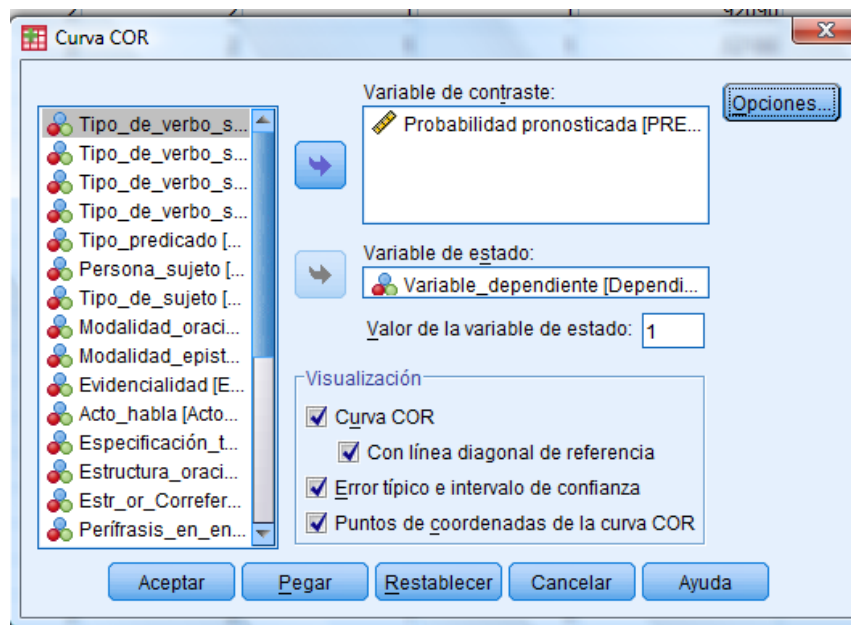 Curva COR
Tipo_de_verbo_s...
Tipo_de_verbo_s...
Tipo_de_verbo_s...
Tipo_de_verbo_s...
Tipo_predicado [...
Persona_sujeto [...
Tipo_de_sujeto [...
Modalidad_oraci...
Modalidad_epist...
Evidencialidad [E...
Acto_habla [Acto...
Especificación_t...
Estructura_oraci...
Estr_or_Correfer...
Perífrasis_en_en...
Variable de contraste:
Probabilidad pronosticada [PRE...
Opciones...
Variable de estado:
Variable_dependiente [Dependi...
Valor de la variable de estado: 1
Visualización
Curva COR
Con línea diagonal de referencia
Error típico e intervalo de confianza
Puntos de coordenadas de la curva COR
Aceptar Pegar Restablecer Cancelar Ayuda